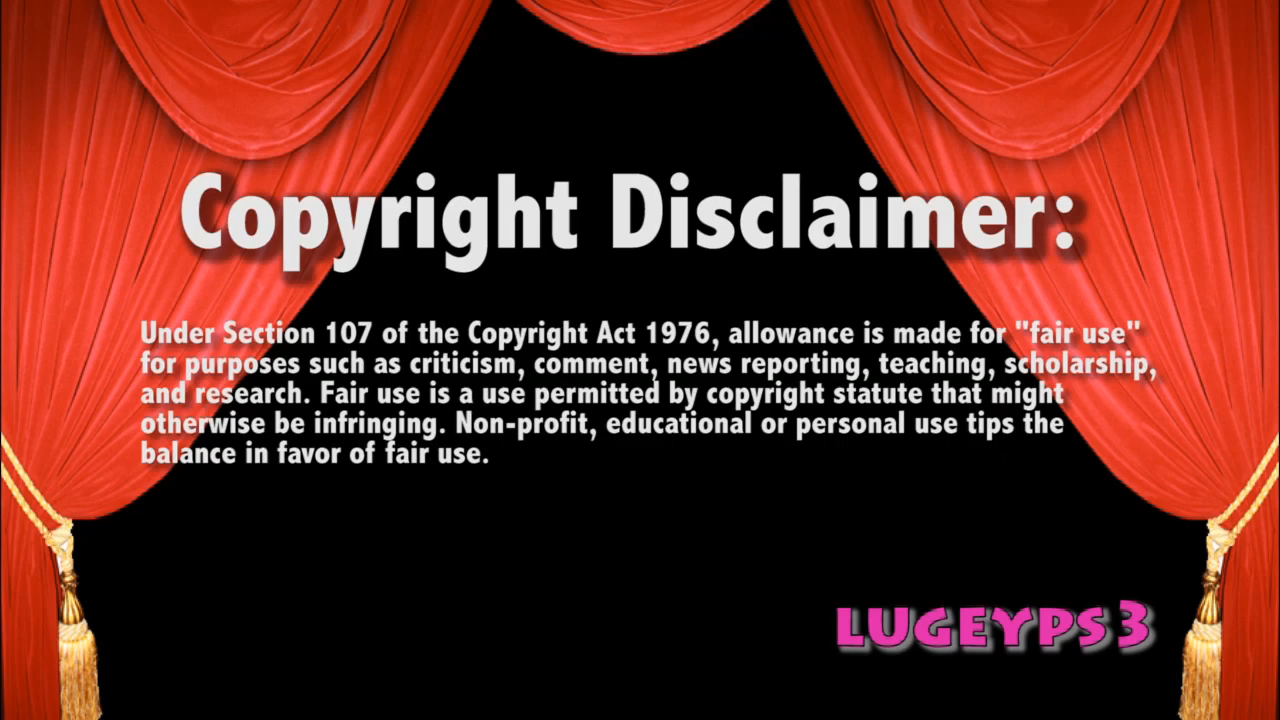 Copyright Disclaimer:
Under Section 107 of the Copyright Act 1976, allowance is made for "fair use"
for purposes such as criticism, comment, news reporting, teaching, scholarship,
and research. Fair use is a use permitted by copyright statute that might
otherwise be infringing. Non-profit, educational or personal use tips the
balance in favor of fair use.
LUGEYPS3